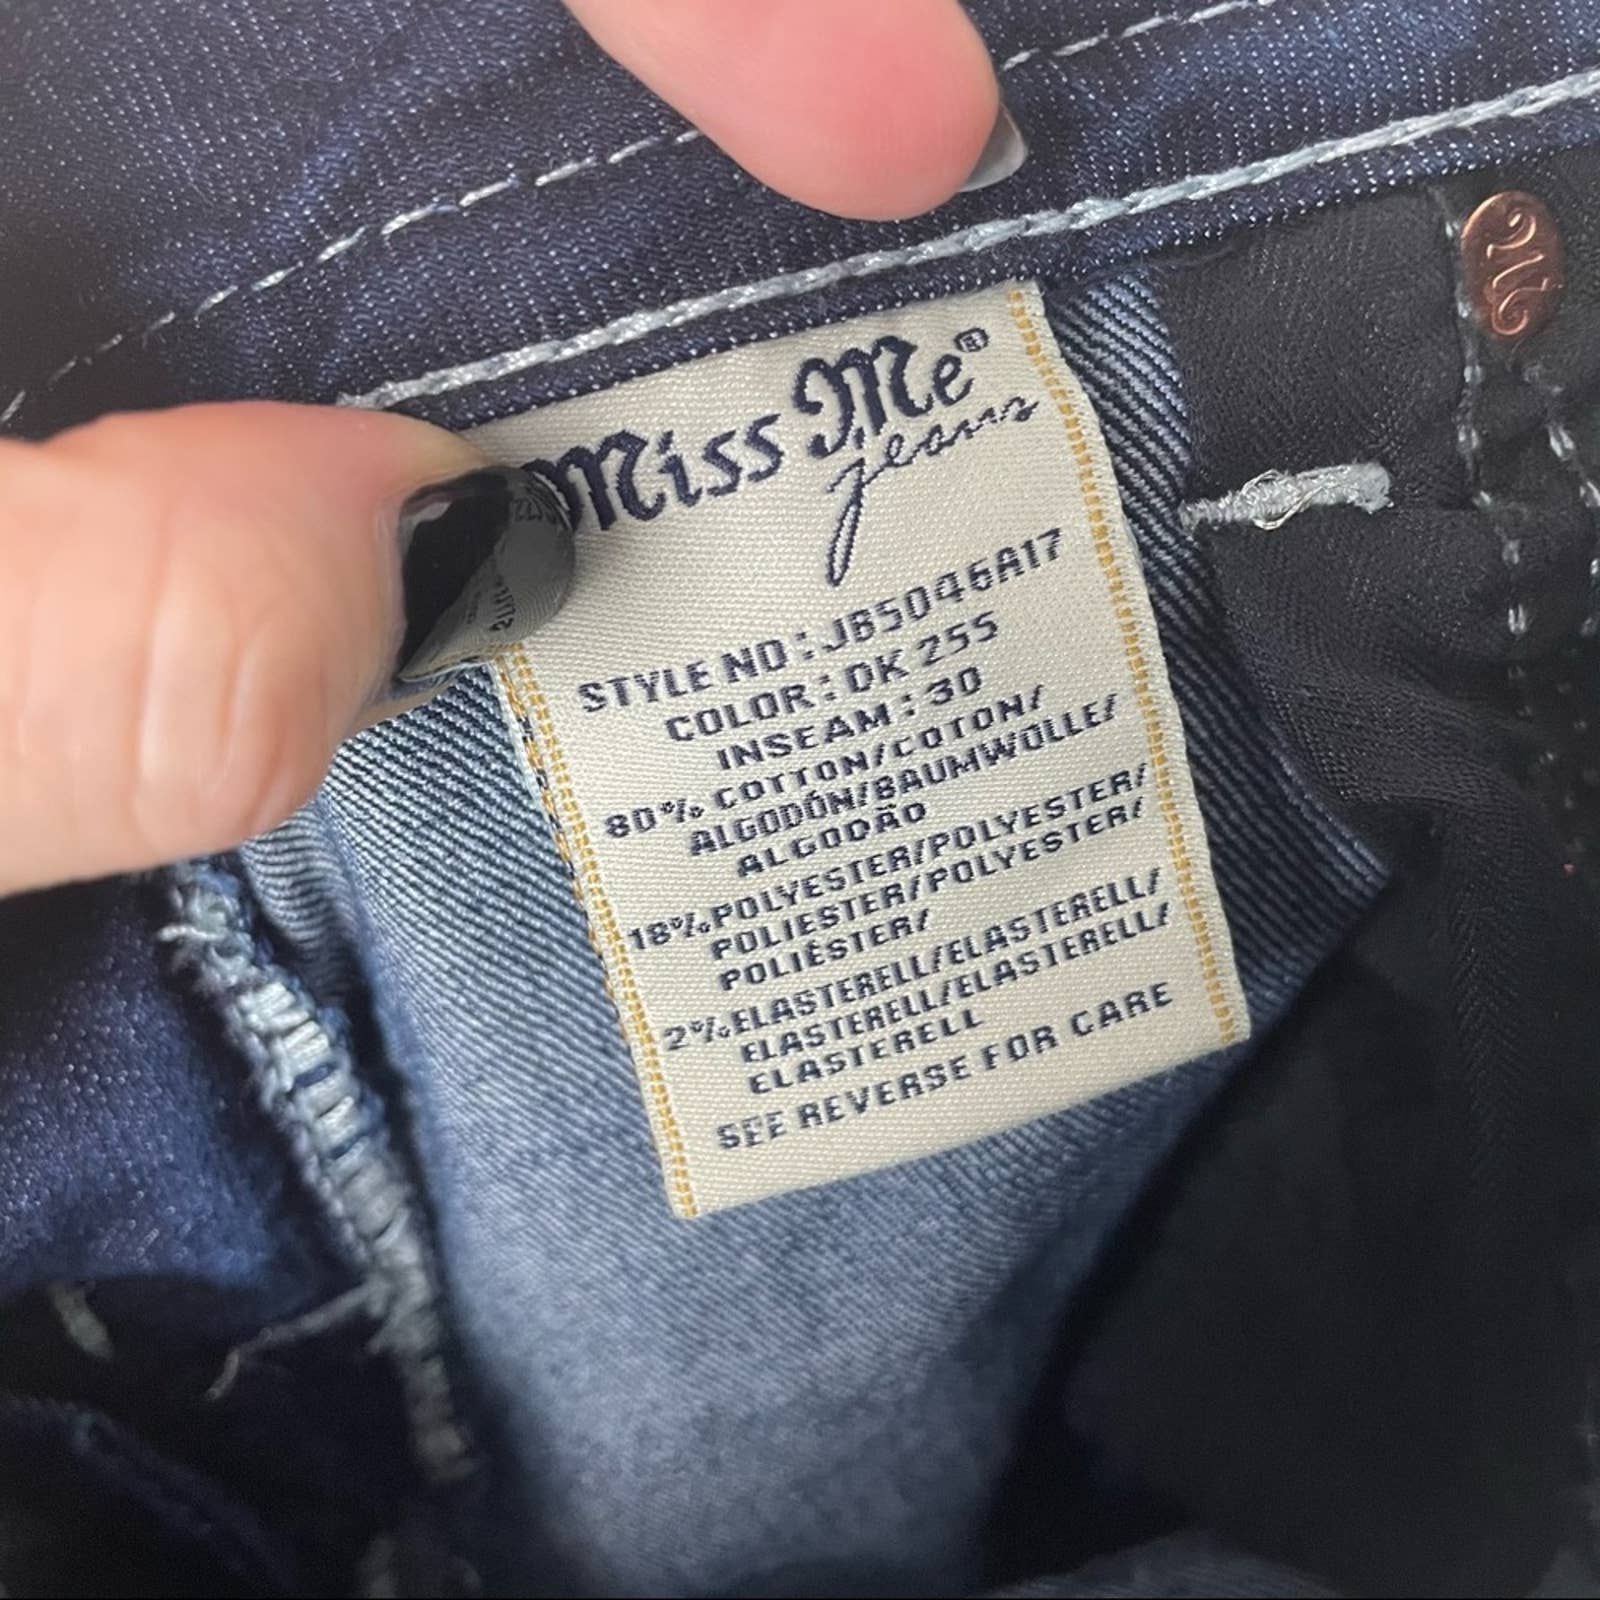 Miss Me®
jeans
STYLE NO : JB5046A17
COLOR : DK 255
INSEAM : 30
80% COTTON/COTON/
ALGODÓN/BAUMWOLLE/
ALGODÃO
18% POLYESTER/POLYESTER/
POLIESTER/POLYESTER/
POLIÉSTER/
2% ELASTERELL/ELASTERELL/
ELASTERELL/ELASTERELL/
ELASTERELL
SEE REVERSE FOR CARE